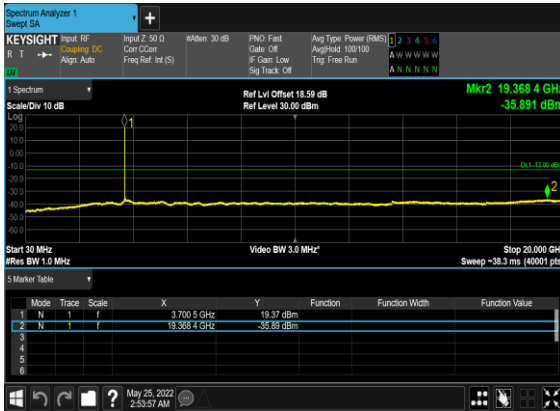 Spectrum Analyzer 1
Swept SA
+
KEYSIGHT Input: RF Input Z: 50 Ω #Atten: 30 dB PNO: Fast Avg Type: Power (RMS) 1 2 3 4 5 6
R T Coupling: DC Corr CCorr Gate: Off Avg|Hold: 100/100 A W W W W W
Align: Auto Freq Ref: Int (S) IF Gain: Low Trig: Free Run
Sig Track: Off A N N N N N
1 Spectrum Ref Lvl Offset 18.59 dB Mkr2 19.368 4 GHz
Scale/Div 10 dB Ref Level 30.00 dBm -35.891 dBm
Log
1
20.0
10.0
0.00
-10.0
DL1 -13.00 dBm
-20.0
-30.0
2
-40.0
-50.0
-60.0
Start 30 MHz Video BW 3.0 MHz* Stop 20.000 GHz
#Res BW 1.0 MHz Sweep ~38.3 ms (40001 pts)
5 Marker Table
Mode Trace Scale X Y Function Function Width Function Value
1 N 1 f 3.700 5 GHz 19.37 dBm
2 N 1 f 19.368 4 GHz -35.89 dBm
3
4
5
6
? May 25, 2022
2:53:57 AM